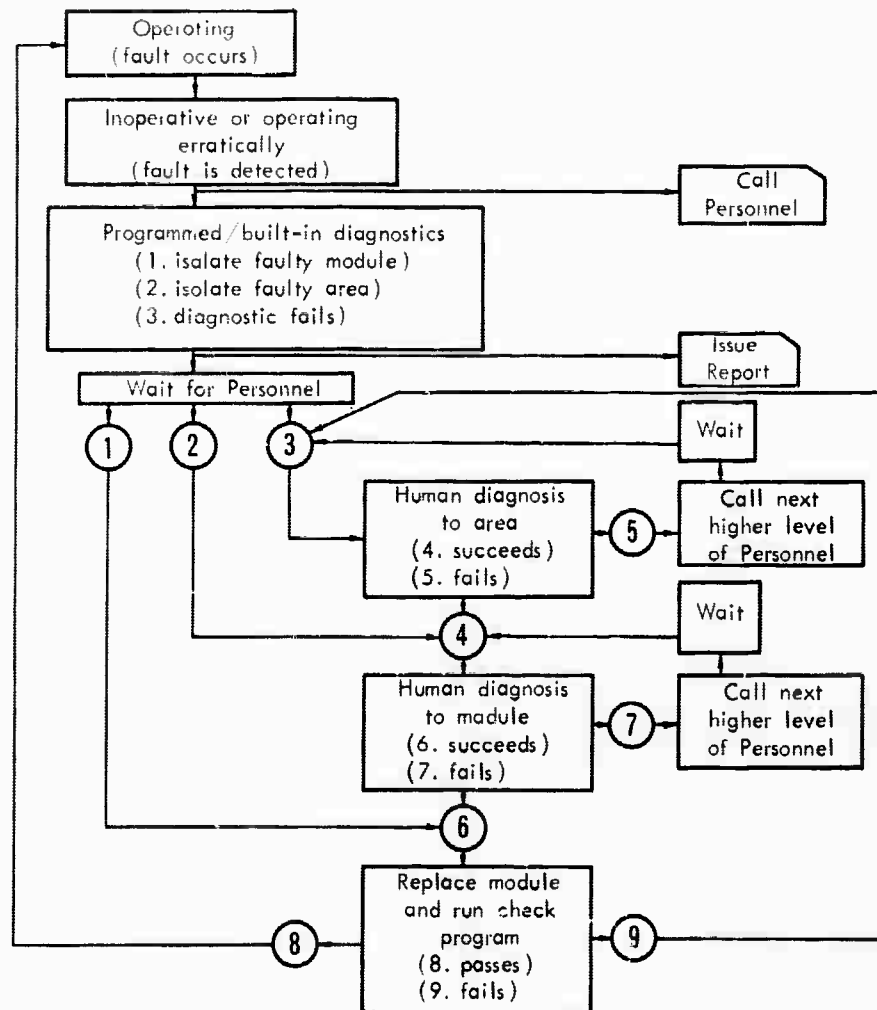 Operating
(fault occurs)
Inoperative or operating
erratically
(fault is detected)
Call
Personnel
Programmed/built-in diagnostics
(1. isalate faulty module)
(2. isolate faulty area)
(3. diagnostic fails)
Issue
Report
Wait for Personnel
1
2
3
Wait
Human diagnosis
to area
(4. succeeds)
(5. fails)
5
Call next
higher level
of Personnel
4
Wait
Human diagnosis
to madule
(6. succeeds)
(7. fails)
7
Call next
higher level
of Personnel
6
Replace module
and run check
program
(8. passes)
(9. fails)
8
9